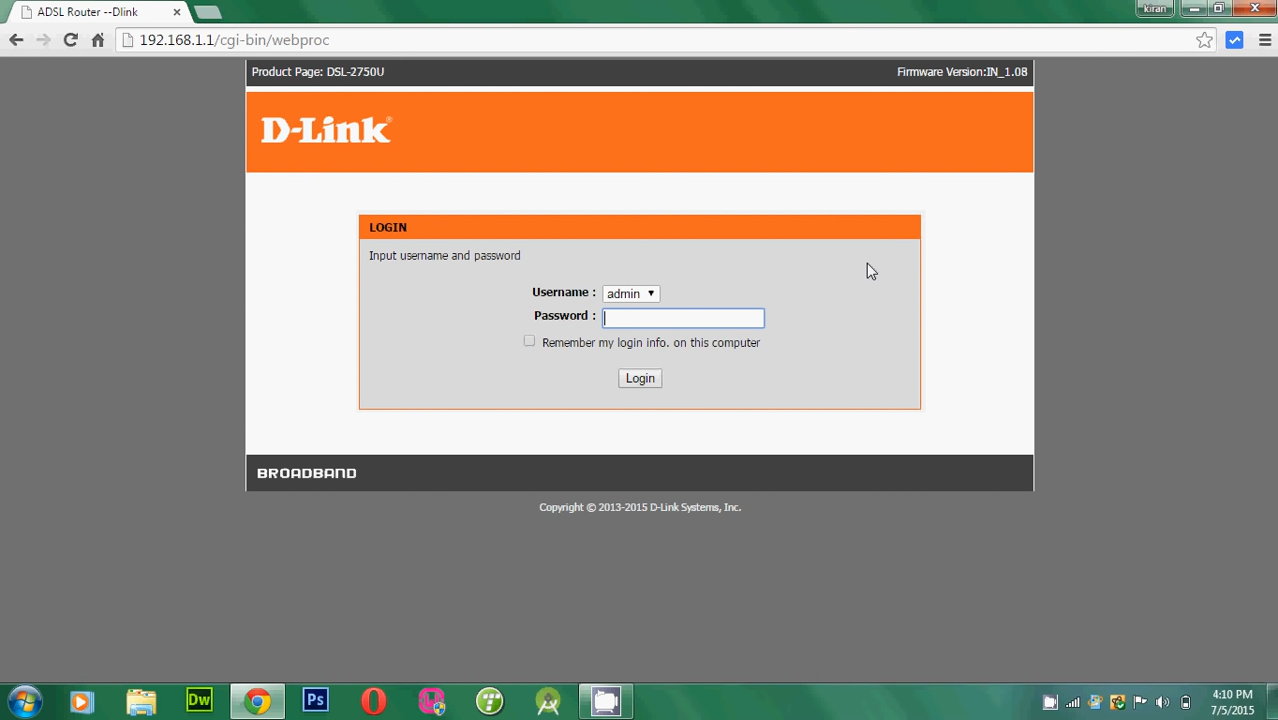 ADSL Router --Dlink
kiran
192.168.1.1/cgi-bin/webproc
Product Page: DSL-2750U
Firmware Version:IN_1.08
D-Link®
LOGIN
Input username and password
Username : admin
Password :
Remember my login info. on this computer
Login
BROADBAND
Copyright © 2013-2015 D-Link Systems, Inc.
Dw
Ps
4:10 PM
7/5/2015